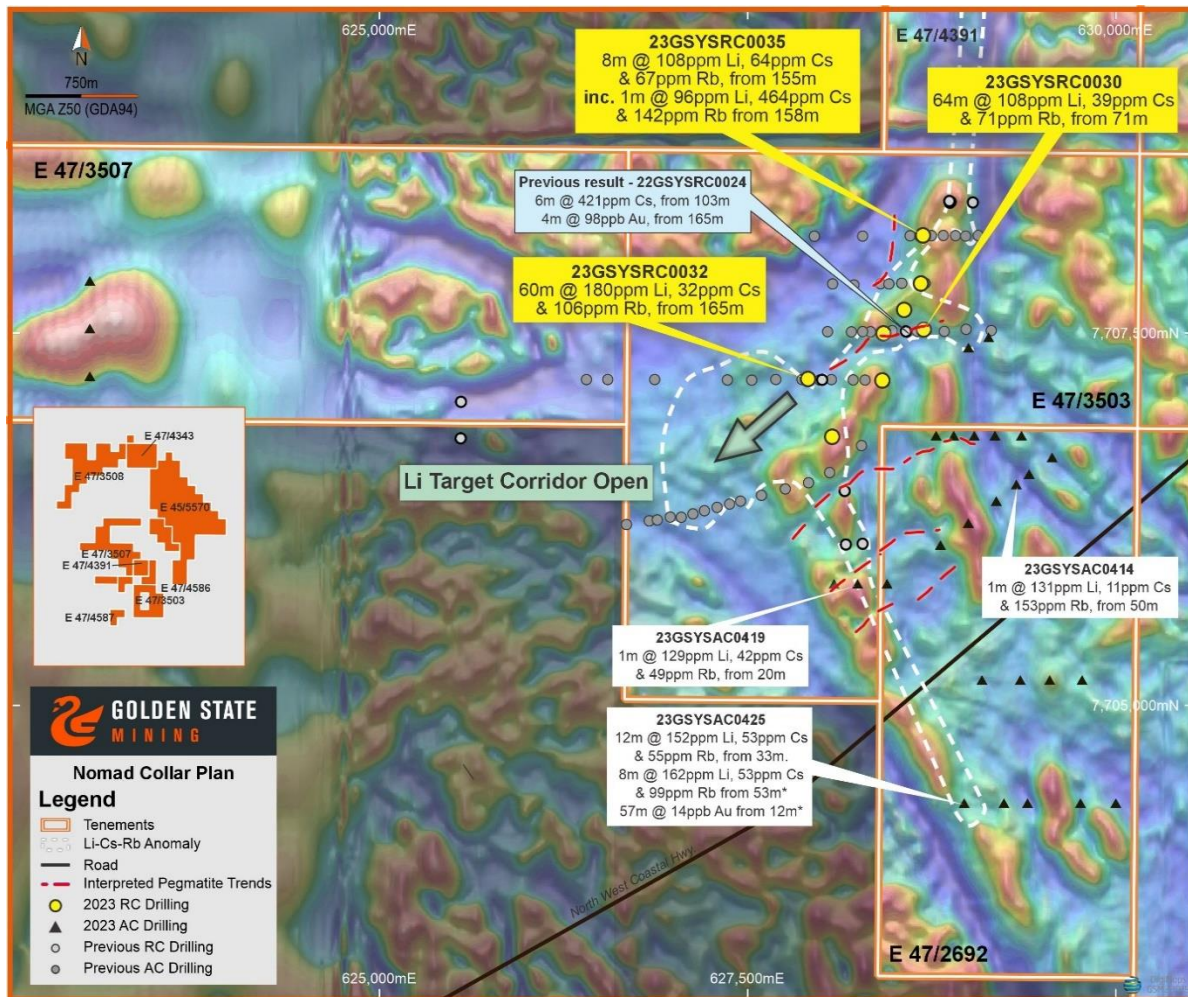 625,000mE
E 47/4391
630,000mE
N
750m
MGA Z50 (GDA94)
23GSYSRC0035
8m @ 108ppm Li, 64ppm Cs
& 67ppm Rb, from 155m
inc. 1m @ 96ppm Li, 464ppm Cs
& 142ppm Rb from 158m
23GSYSRC0030
64m @ 108ppm Li, 39ppm Cs
& 71ppm Rb, from 71m
E 47/3507
Previous result - 22GSYSRC0024
6m @ 421ppm Cs, from 103m
4m @ 98ppb Au, from 165m
23GSYSRC0032
60m @ 180ppm Li, 32ppm Cs
& 106ppm Rb, from 165m
7,707,500mN
E 47/3503
E 47/4343
E 47/3508
E 45/5570
E 47/3507
E 47/4391
E 47/4586
E 47/3503
E 47/4587
Li Target Corridor Open
23GSYSAC0414
1m @ 131ppm Li, 11ppm Cs
& 153ppm Rb, from 50m
23GSYSAC0419
1m @ 129ppm Li, 42ppm Cs
& 49ppm Rb, from 20m
GOLDEN STATE
MINING
7,705,000mN
23GSYSAC0425
12m @ 152ppm Li, 53ppm Cs
& 55ppm Rb, from 33m.
8m @ 162ppm Li, 53ppm Cs
& 99ppm Rb from 53m*
57m @ 14ppb Au from 12m*
Nomad Collar Plan
Legend
Tenements
Li-Cs-Rb Anomaly
Road
Interpreted Pegmatite Trends
2023 RC Drilling
2023 AC Drilling
Previous RC Drilling
Previous AC Drilling
North West Coastal Hwy
E 47/2692
625,000mE
627,500mE